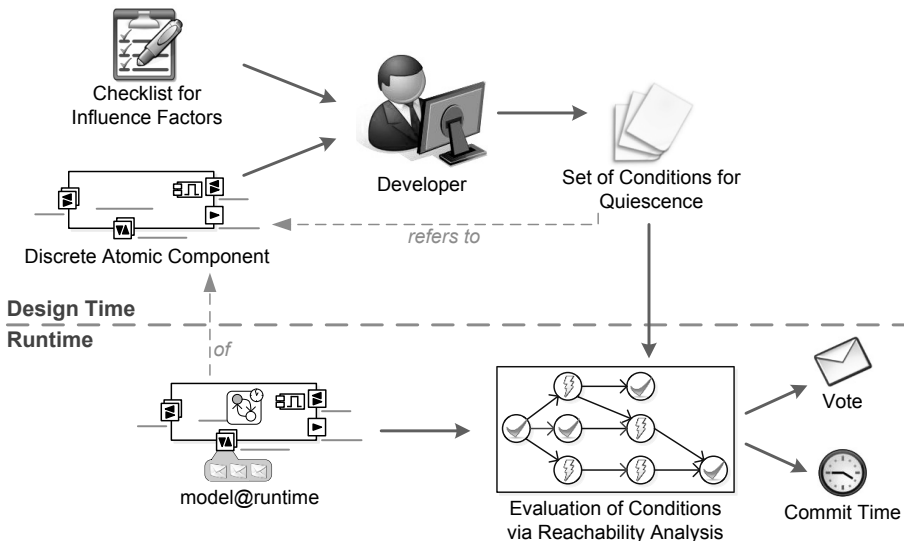 Checklist for
Influence Factors
Developer
Set of Conditions for
Quiescence
refers to
Discrete Atomic Component
Design Time
Runtime
of
model@runtime
Evaluation of Conditions
via Reachability Analysis
Vote
Commit Time